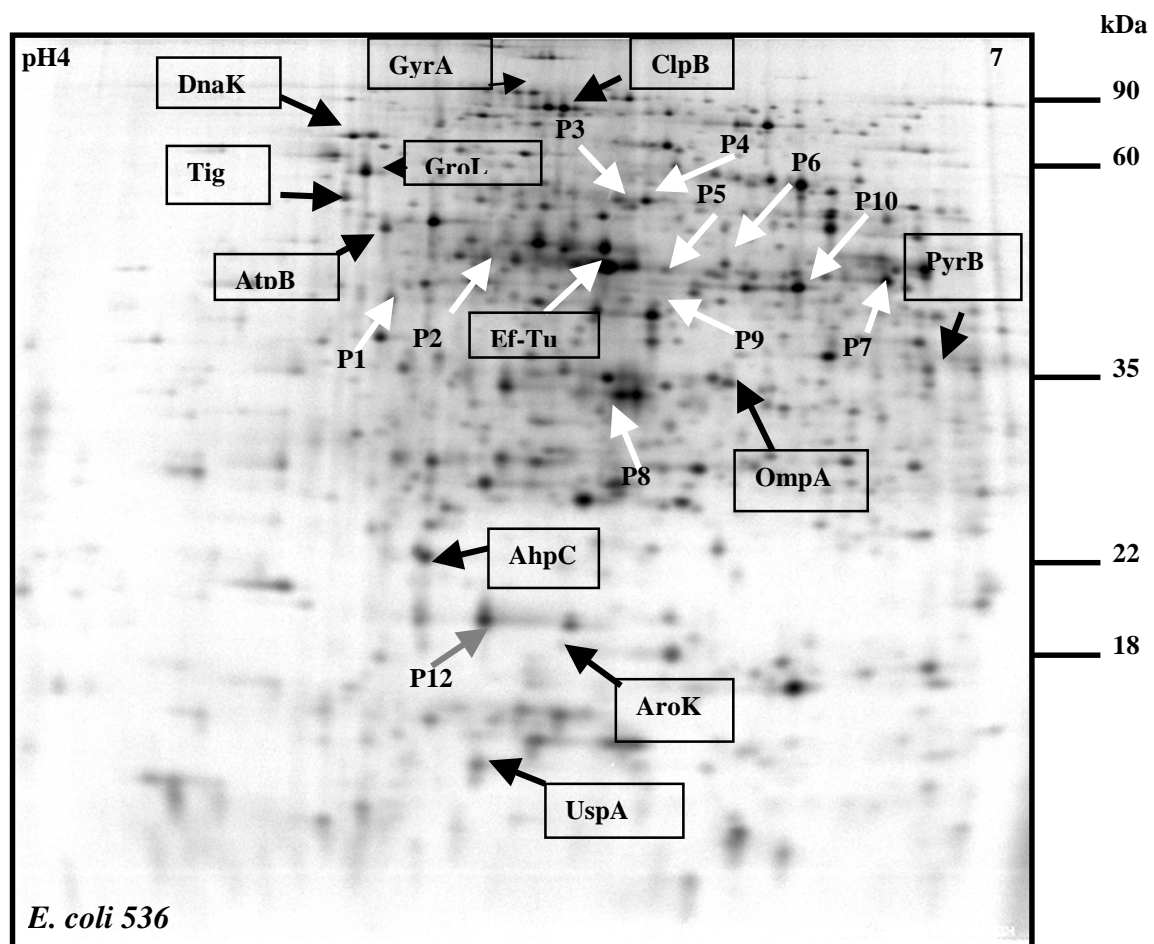 kDa
pH4
7
GyrA
ClpB
DnaK
90
P3
P4
P6
60
Tig
GroL
P5
P10
AtpB
PyrB
P1
P2
Ef-Tu
P9
P7
35
P8
OmpA
AhpC
22
P12
18
AroK
UspA
E. coli 536